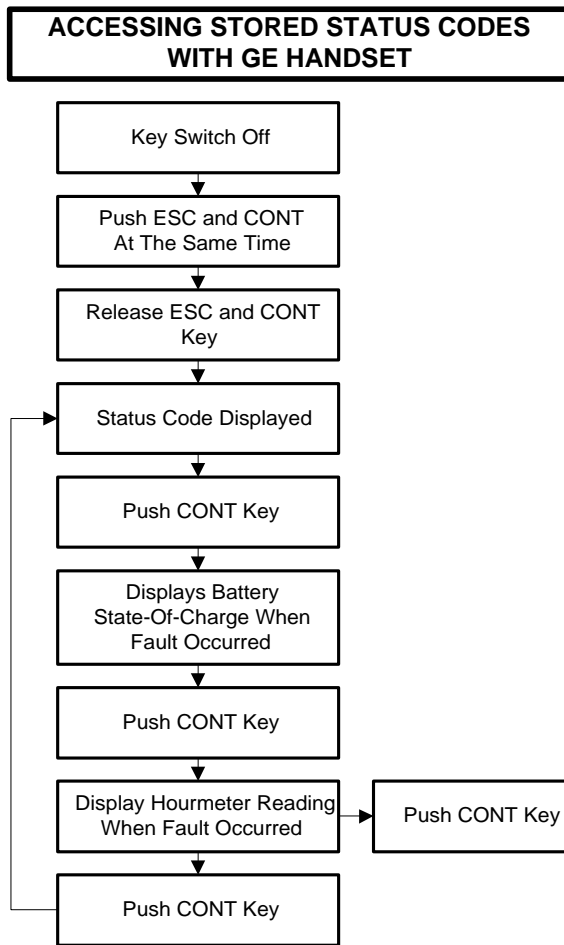 ACCESSING STORED STATUS CODES
WITH GE HANDSET
Key Switch Off
Push ESC and CONT
At The Same Time
Release ESC and CONT
Key
Status Code Displayed
Push CONT Key
Displays Battery
State-Of-Charge When
Fault Occurred
Push CONT Key
Display Hourmeter Reading
When Fault Occurred
Push CONT Key
Push CONT Key